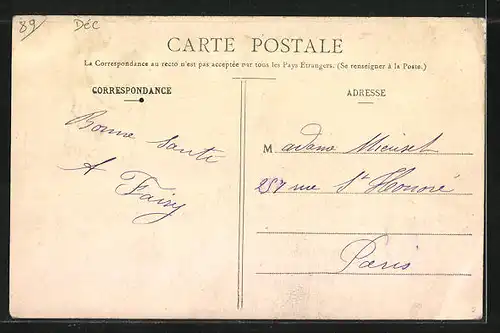 89 Déc
CARTE POSTALE
La Correspondance au recto n'est pas acceptée par tous les Pays Etrangers. (Se renseigner à la Poste.)
CORRESPONDANCE
ADRESSE
Bonne Santé
A Fairy
Madame Mieusel
257 rue St Honoré
Paris